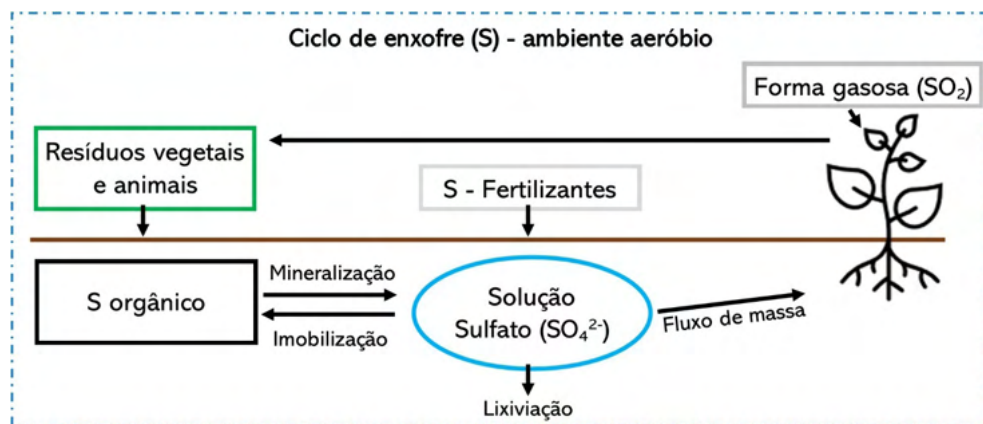 Ciclo de enxofre (S) - ambiente aeróbio
Forma gasosa (SO₂)
Resíduos vegetais
e animais
S - Fertilizantes
S orgânico
Mineralização
Imobilização
Solução
Sulfato (SO₄²⁻)
Fluxo de massa
Lixiviação